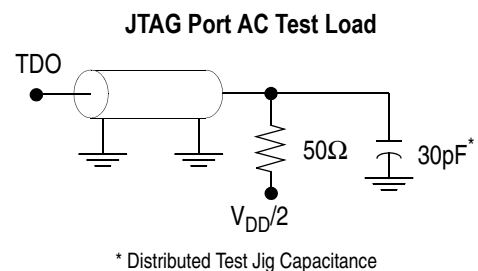 JTAG Port AC Test Load
TDO
50Ω
30pF*
VDD/2
* Distributed Test Jig Capacitance